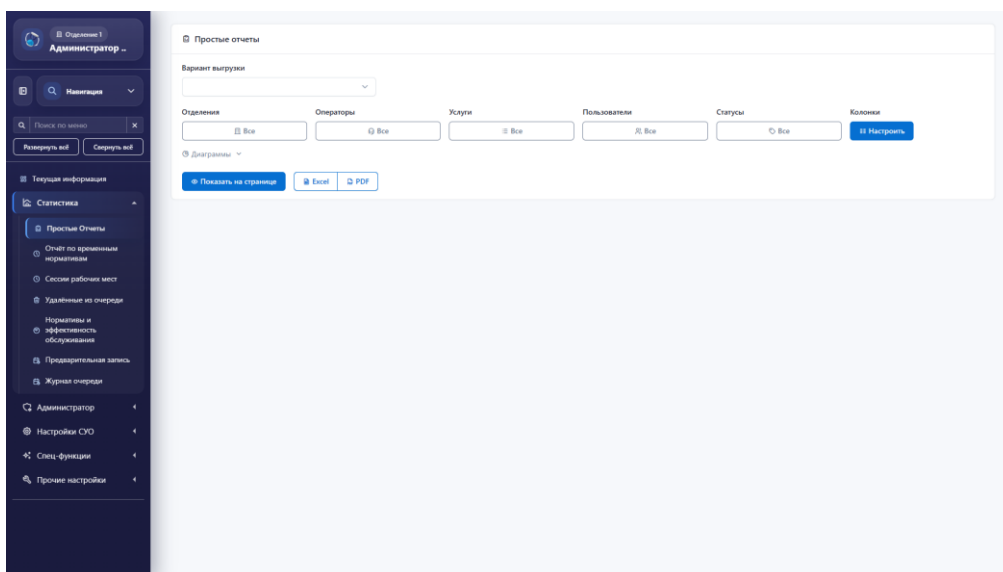 Отделение 1
Администратор ..
Навигация
Поиск по меню
Развернуть всё
Свернуть всё
Текущая информация
Статистика
Простые Отчеты
Отчёт по временным
нормативам
Сессии рабочих мест
Удалённые из очереди
Нормативы и
эффективность
обслуживания
Предварительная запись
Журнал очереди
Администратор
Настройки СУО
Спец-функции
Прочие настройки
Простые отчеты
Вариант выгрузки
Отделения Операторы Услуги Пользователи Статусы Колонки
Все Все Все Все Все Настроить
Диаграммы
Показать на странице Excel PDF